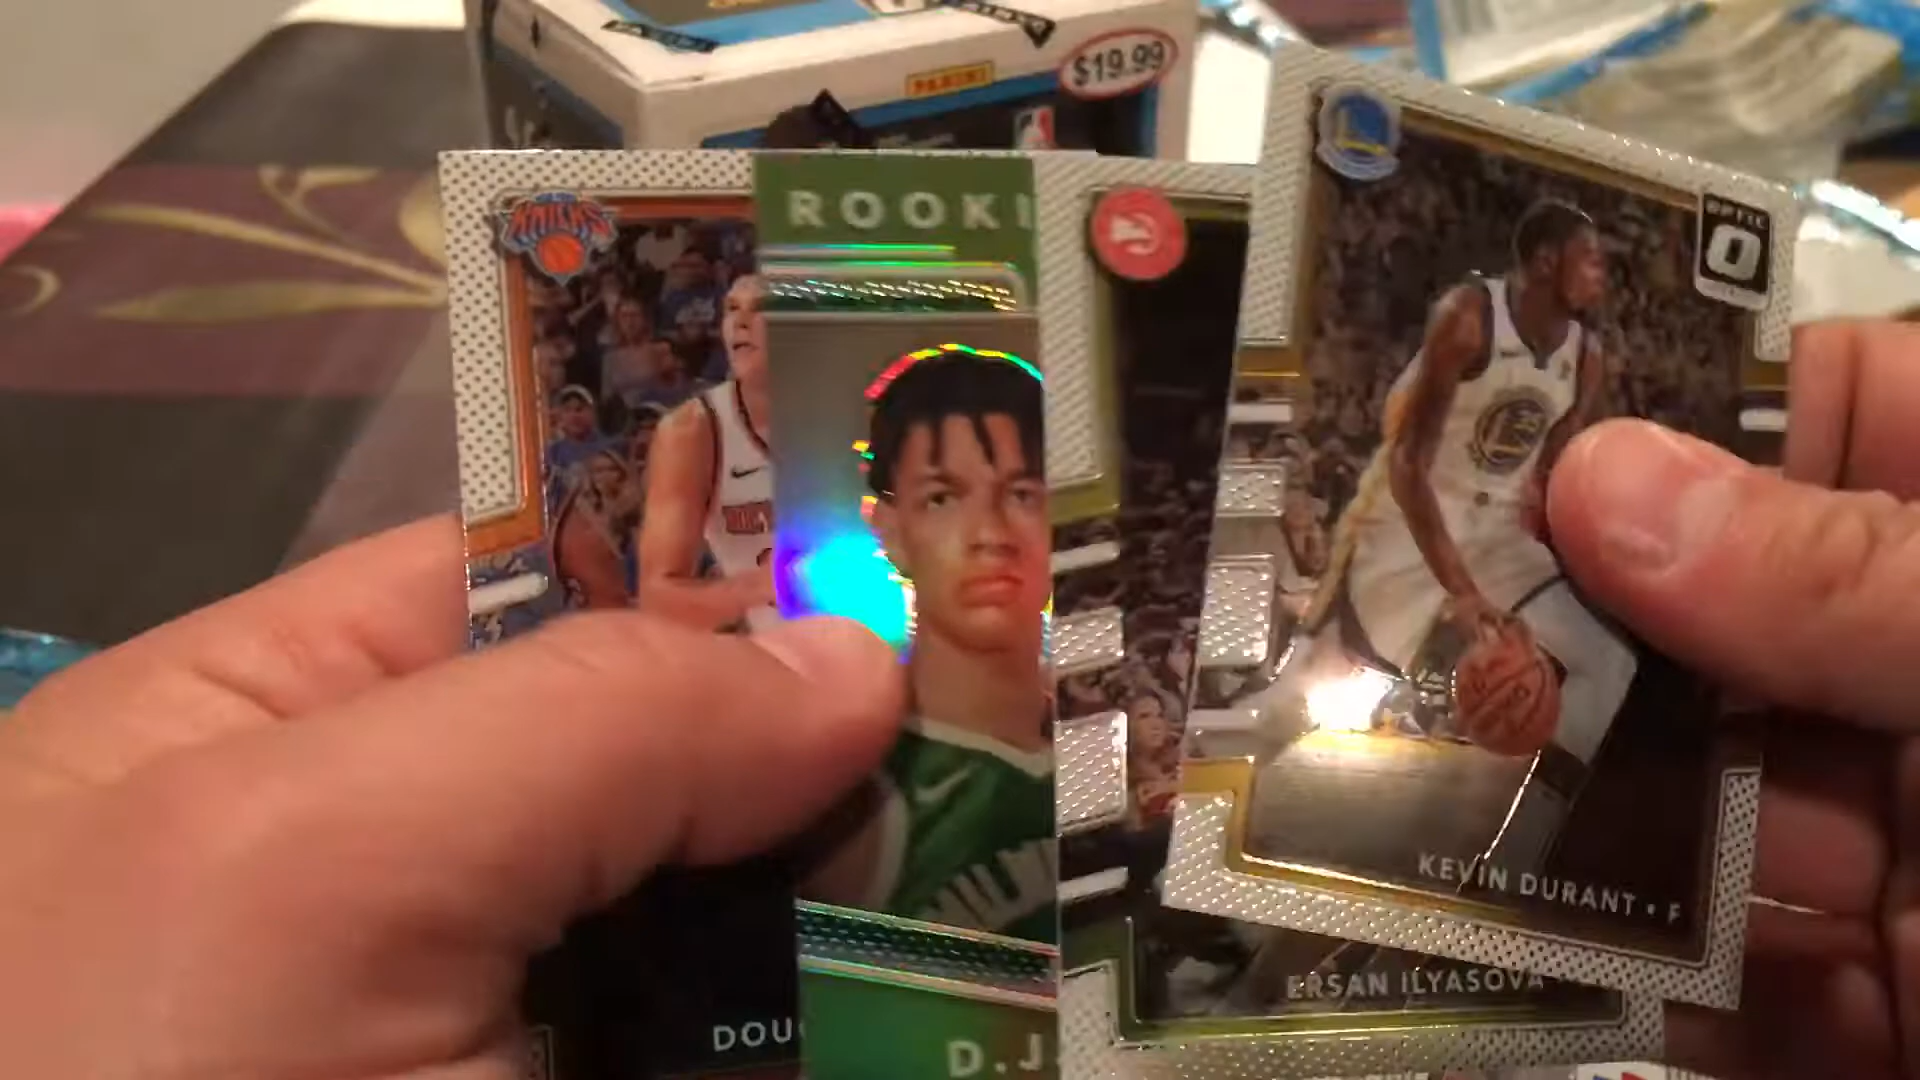 PANINI
$19.99
KNICKS
ROOKI
OPTIC
KEVIN DURANT • F
ERSAN ILYASOVA
DOU
D.J.